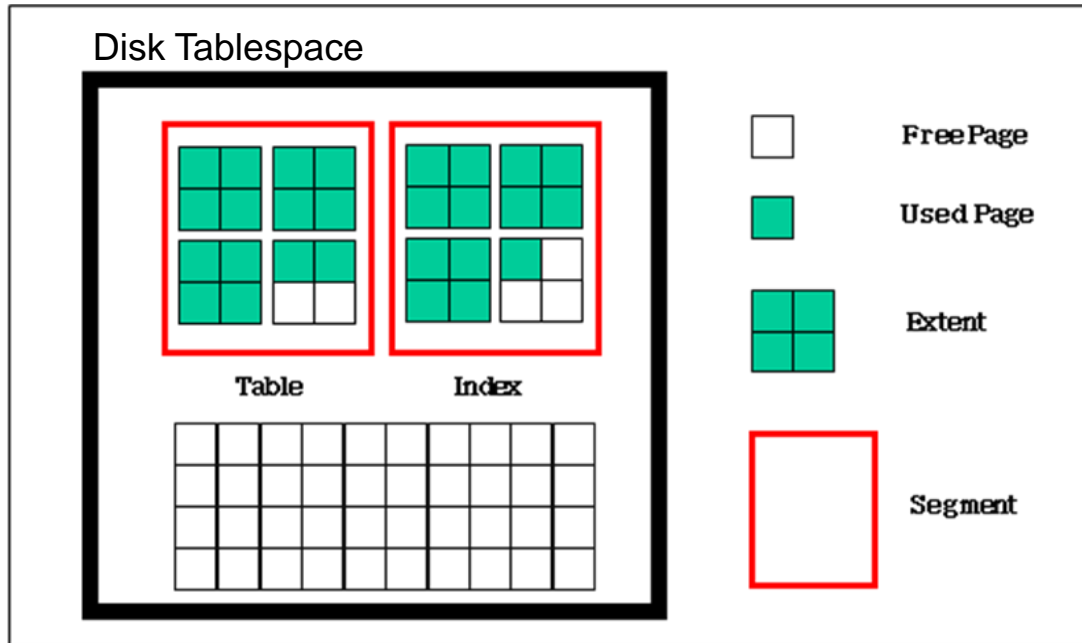 Disk Tablespace
Free Page
Used Page
Extent
Table
Index
Segment